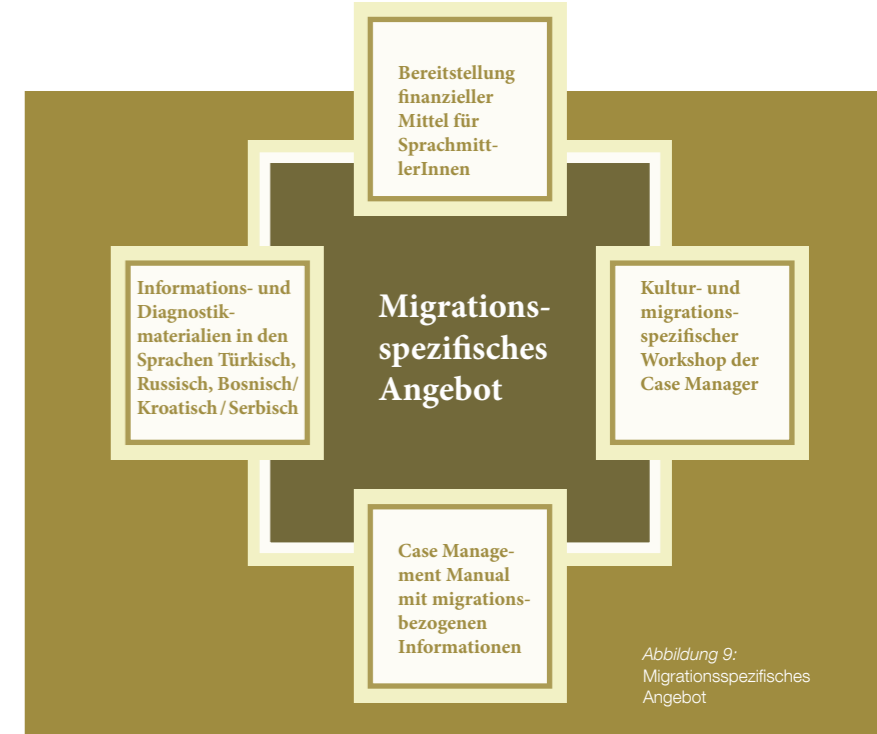 Bereitstellung
finanzieller
Mittel für
Sprachmitt-
lerInnen
Informations- und
Diagnostik-
materialien in den
Sprachen Türkisch,
Russisch, Bosnisch/
Kroatisch/Serbisch
Migrations-
spezifisches
Angebot
Kultur- und
migrations-
spezifischer
Workshop der
Case Manager
Case Manage-
ment Manual
mit migrations-
bezogenen
Informationen
Abbildung 9:
Migrationsspezifisches
Angebot